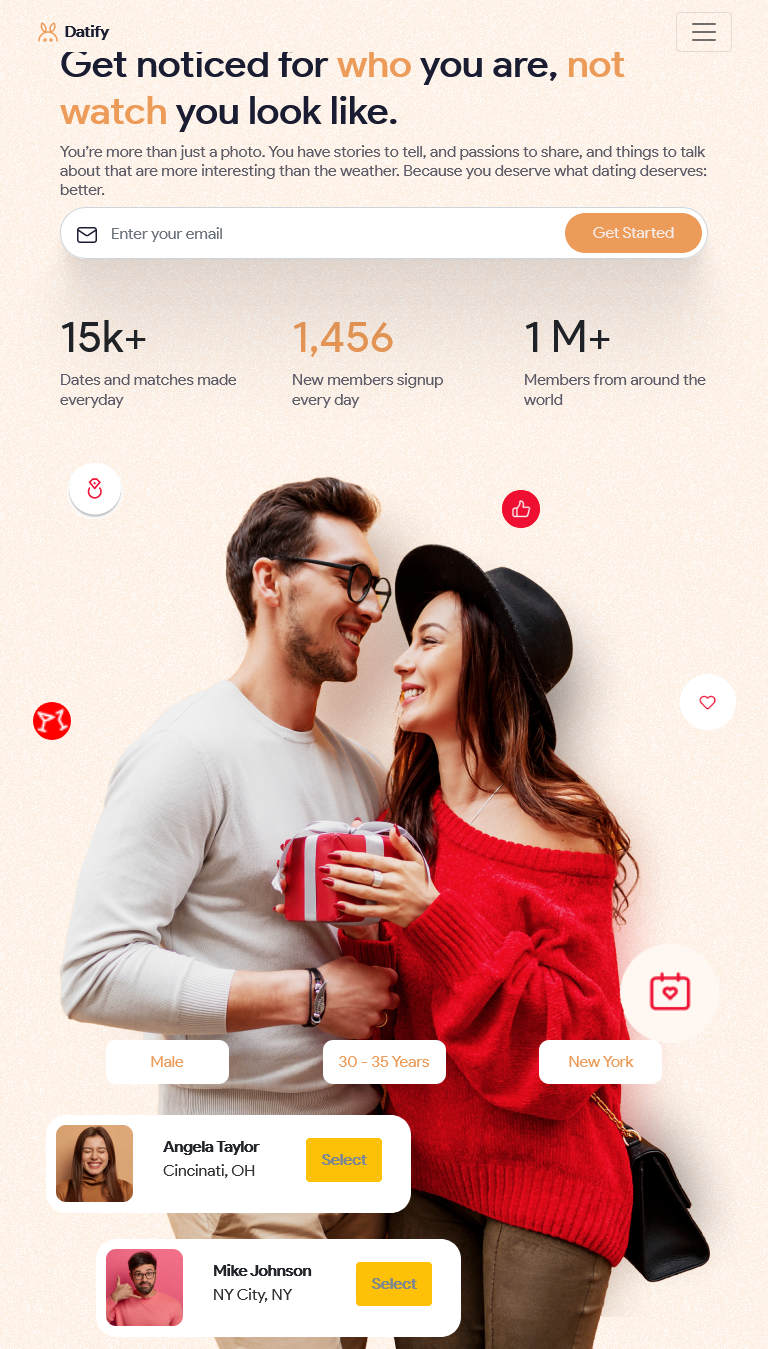 Datify
Get noticed for who you are, not
watch you look like.
You're more than just a photo. You have stories to tell, and passions to share, and things to talk
about that are more interesting than the weather. Because you deserve what dating deserves:
better.
Enter your email
Get Started
15k+
1,456
1 M+
Dates and matches made
everyday
New members signup
every day
Members from around the
world
Male
30 - 35 Years
New York
Angela Taylor
Cincinati, OH
Select
Mike Johnson
NY City, NY
Select